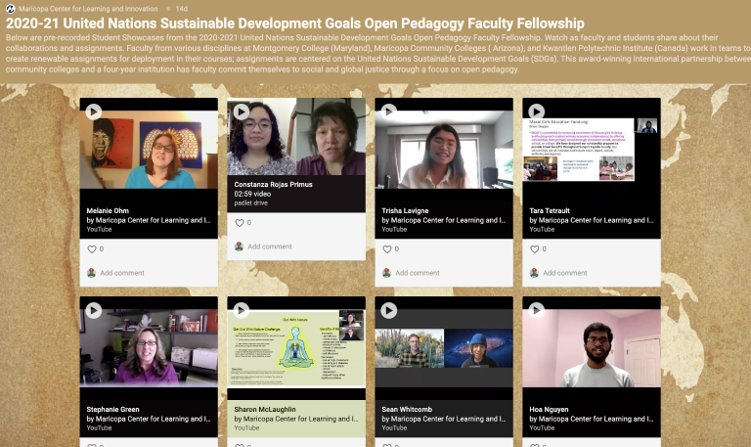 Maricopa Center for Learning and Innovation 14d
2020-21 United Nations Sustainable Development Goals Open Pedagogy Faculty Fellowship
Below are pre-recorded Student Showcases from the 2020-2021 United Nations Sustainable Development Goals Open Pedagogy Faculty Fellowship. Watch as faculty and students share about their
collaborations and assignments. Faculty from various disciplines at Montgomery College (Maryland), Maricopa Community Colleges ( Arizona), and Kwantlen Polytechnic Institute (Canada) work in teams to
create renewable assignments for deployment in their courses; assignments are centered on the United Nations Sustainable Development Goals (SDGs). This award-winning international partnership betwee
community colleges and a four-year institution has faculty commit themselves to social and global justice through a focus on open pedagogy.
Melanie Ohm
by Maricopa Center for Learning and I...
YouTube
0
Add comment
Constanza Rojas Primus
02:59 video
padlet drive
0
Add comment
Trisha Lavigne
by Maricopa Center for Learning and I...
YouTube
0
Add comment
Maasai Girls Education Fund.org
Tara Tetrault
by Maricopa Center for Learning and I...
YouTube
0
Add comment
Stephanie Green
by Maricopa Center for Learning and I...
YouTube
Our Wild Nature
Sharon McLaughlin
by Maricopa Center for Learning and I...
YouTube
Sean Whitcomb
by Maricopa Center for Learning and I...
YouTube
Hoa Nguyen
by Maricopa Center for Learning and I...
YouTube